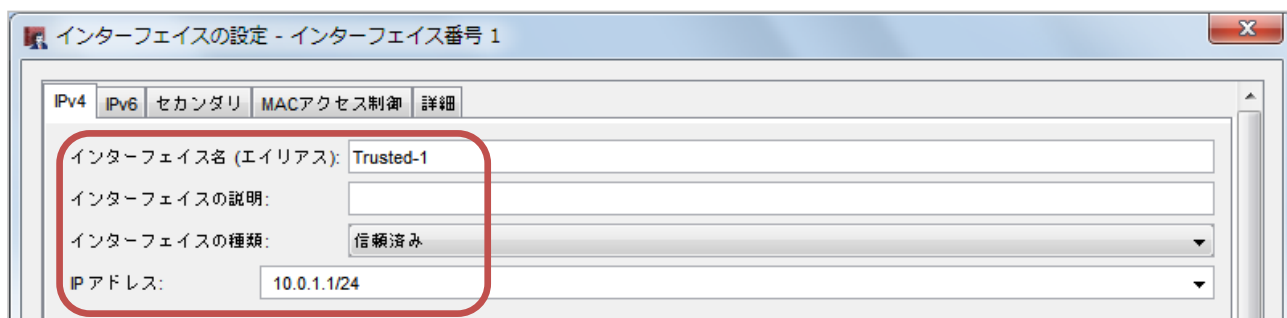 インターフェイスの設定 - インターフェイス番号 1
IPv4 IPv6 セカンダリ MACアクセス制御 詳細
インターフェイス名 (エイリアス): Trusted-1
インターフェイスの説明:
インターフェイスの種類: 信頼済み
IP アドレス: 10.0.1.1/24